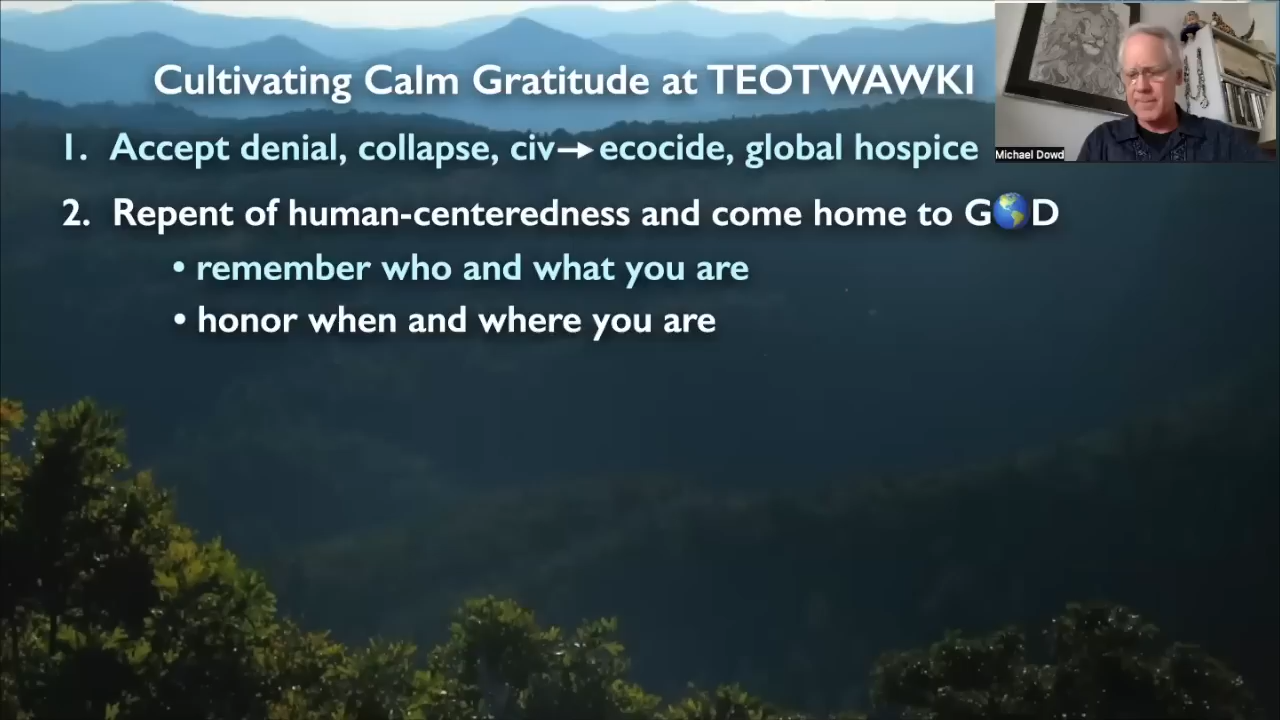 Cultivating Calm Gratitude at TEOTWAWKI
1. Accept denial, collapse, civ→ecocide, global hospice
Michael Dowd
2. Repent of human-centeredness and come home to G🌎D
• remember who and what you are
• honor when and where you are